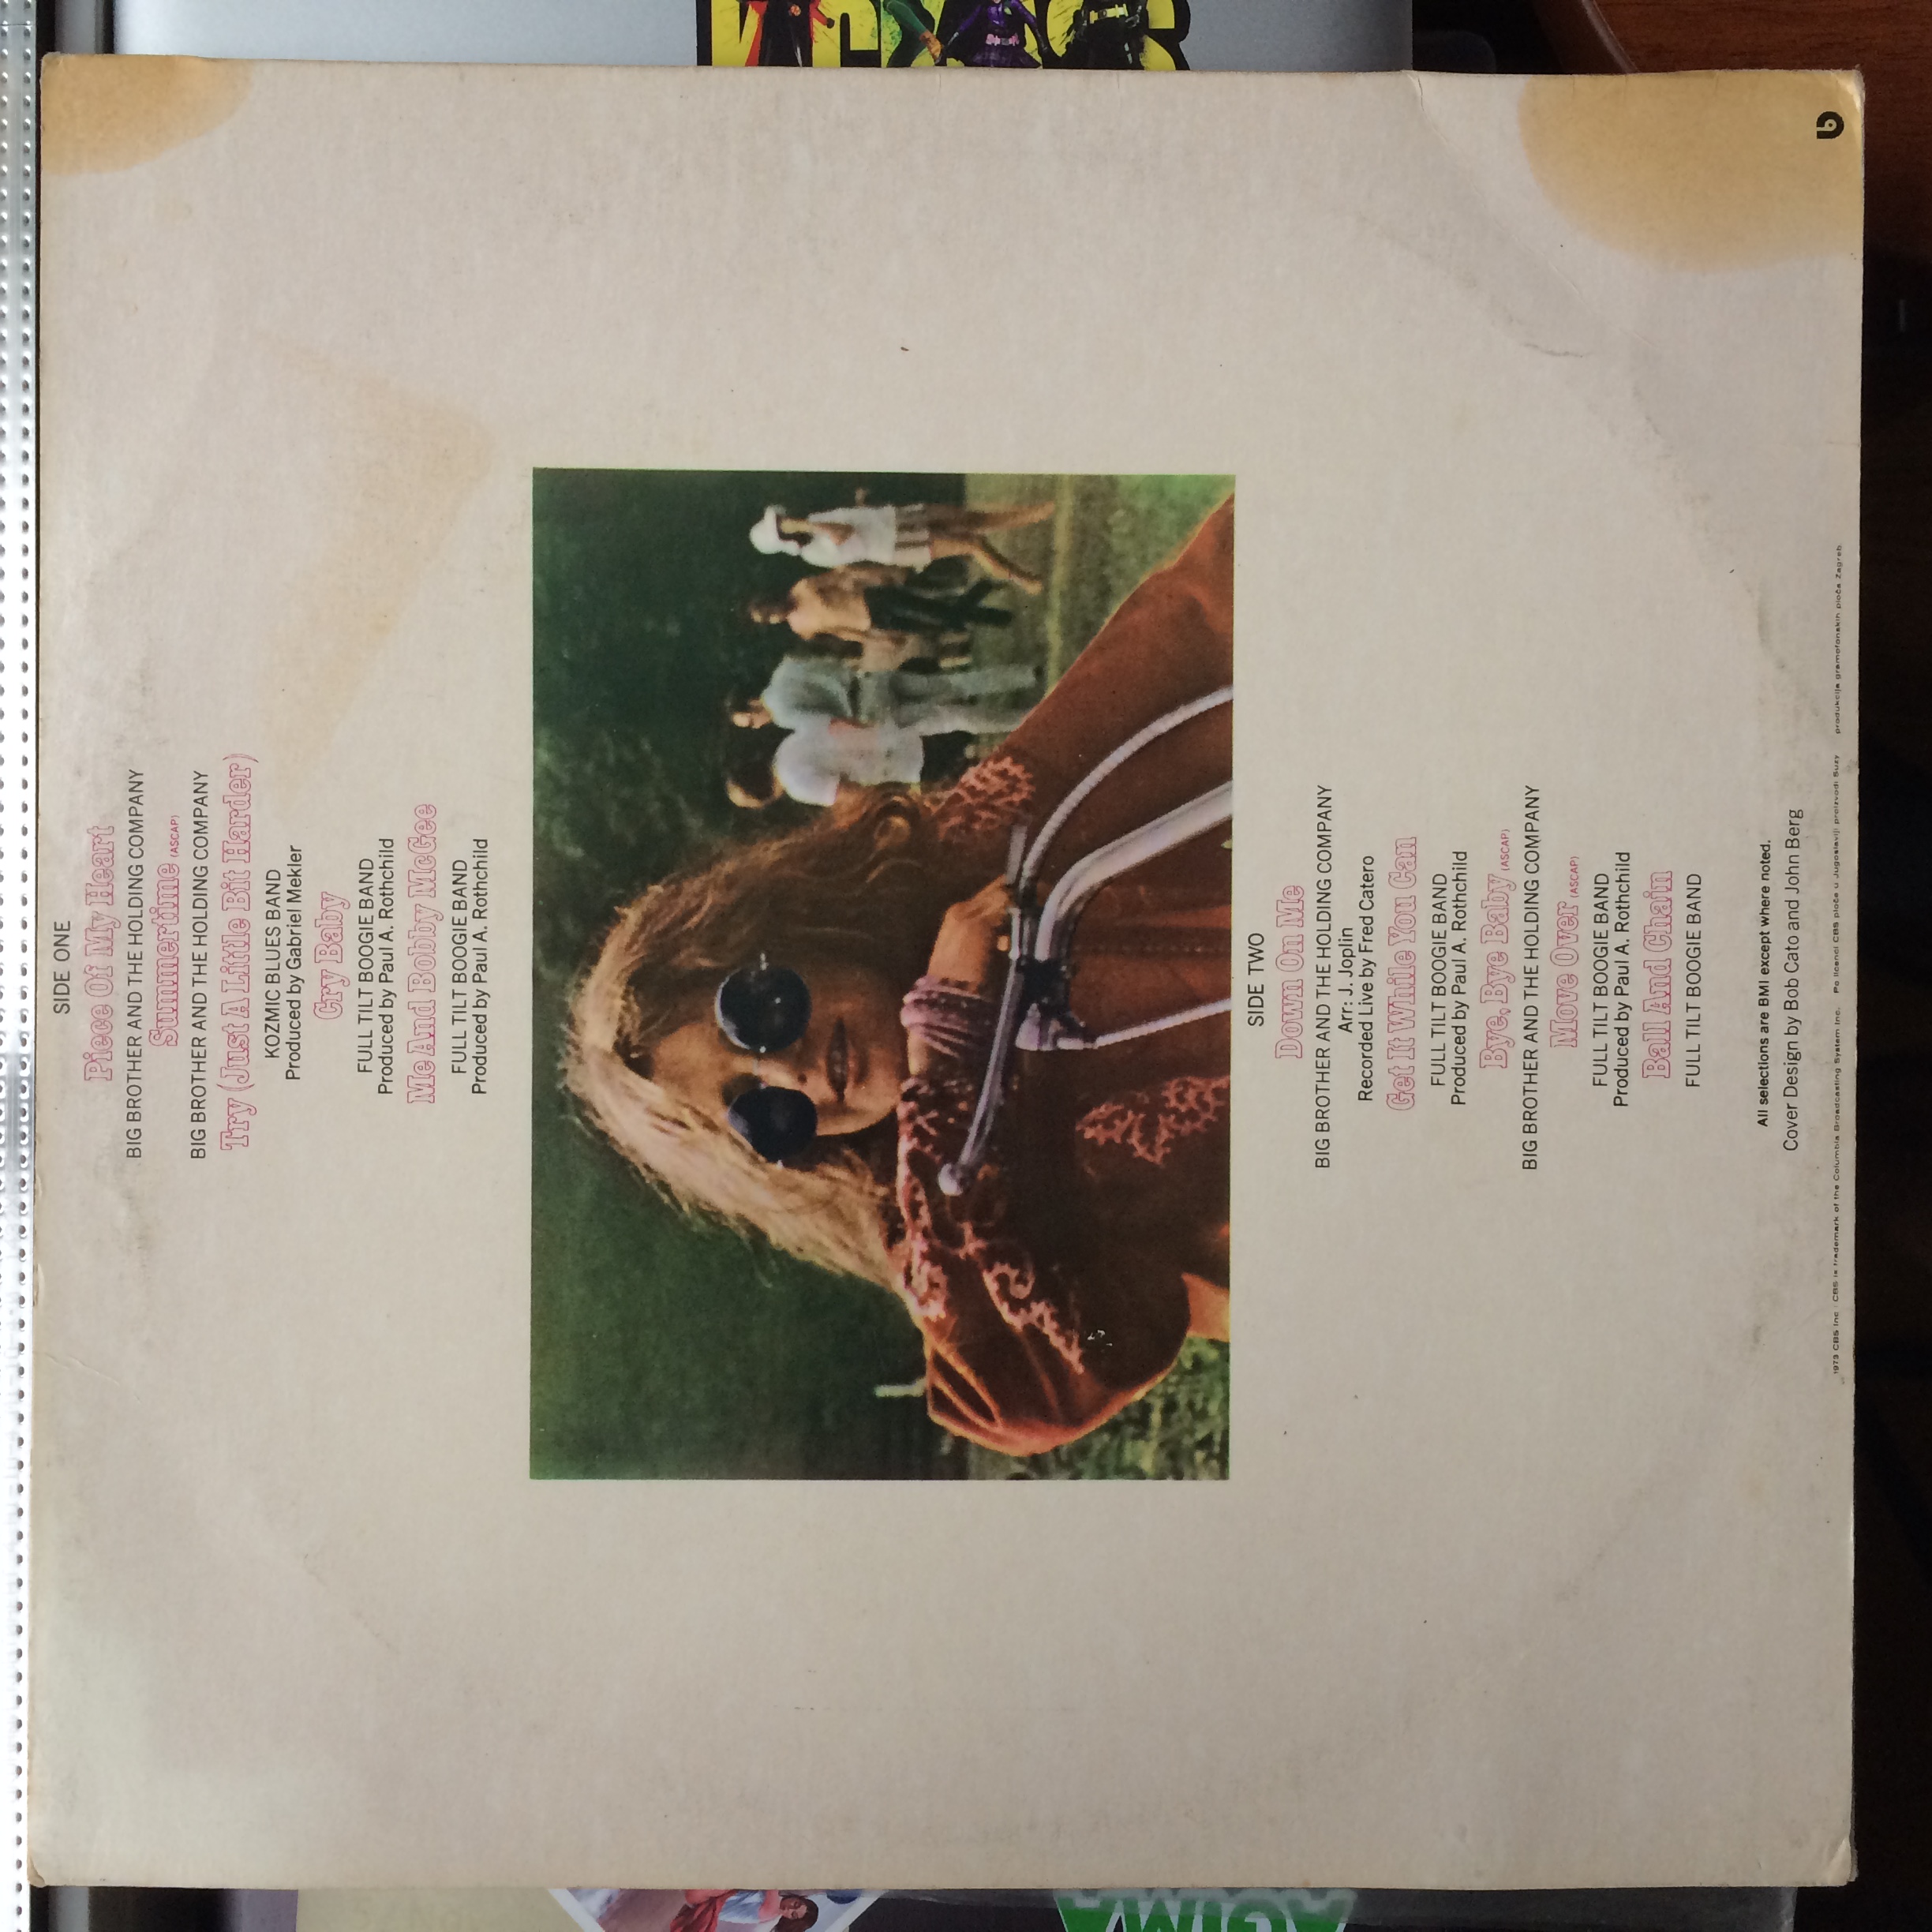 SIDE ONE
Piece Of My Heart
BIG BROTHER AND THE HOLDING COMPANY
Summertime (ASCAP)
BIG BROTHER AND THE HOLDING COMPANY
Try (Just A Little Bit Harder)
KOZMIC BLUES BAND
Produced by Gabriel Mekler
Cry Baby
FULL TILT BOOGIE BAND
Produced by Paul A. Rothchild
Me And Bobby McGee
FULL TILT BOOGIE BAND
Produced by Paul A. Rothchild
SIDE TWO
Down On Me
BIG BROTHER AND THE HOLDING COMPANY
Arr: J. Joplin
Recorded Live by Fred Catero
Get It While You Can
FULL TILT BOOGIE BAND
Produced by Paul A. Rothchild
Bye, Bye Baby (ASCAP)
BIG BROTHER AND THE HOLDING COMPANY
Move Over (ASCAP)
FULL TILT BOOGIE BAND
Produced by Paul A. Rothchild
Ball And Chain
FULL TILT BOOGIE BAND
All selections are BMI except where noted.
Cover Design by Bob Cato and John Berg
1973 CBS Inc CBS is trademark of the Columbia Broadcasting System Inc. Po licenci CBS ploče u Jugoslaviji proizvodi Suzy produkcija gramofonskih ploča Zagreb
b